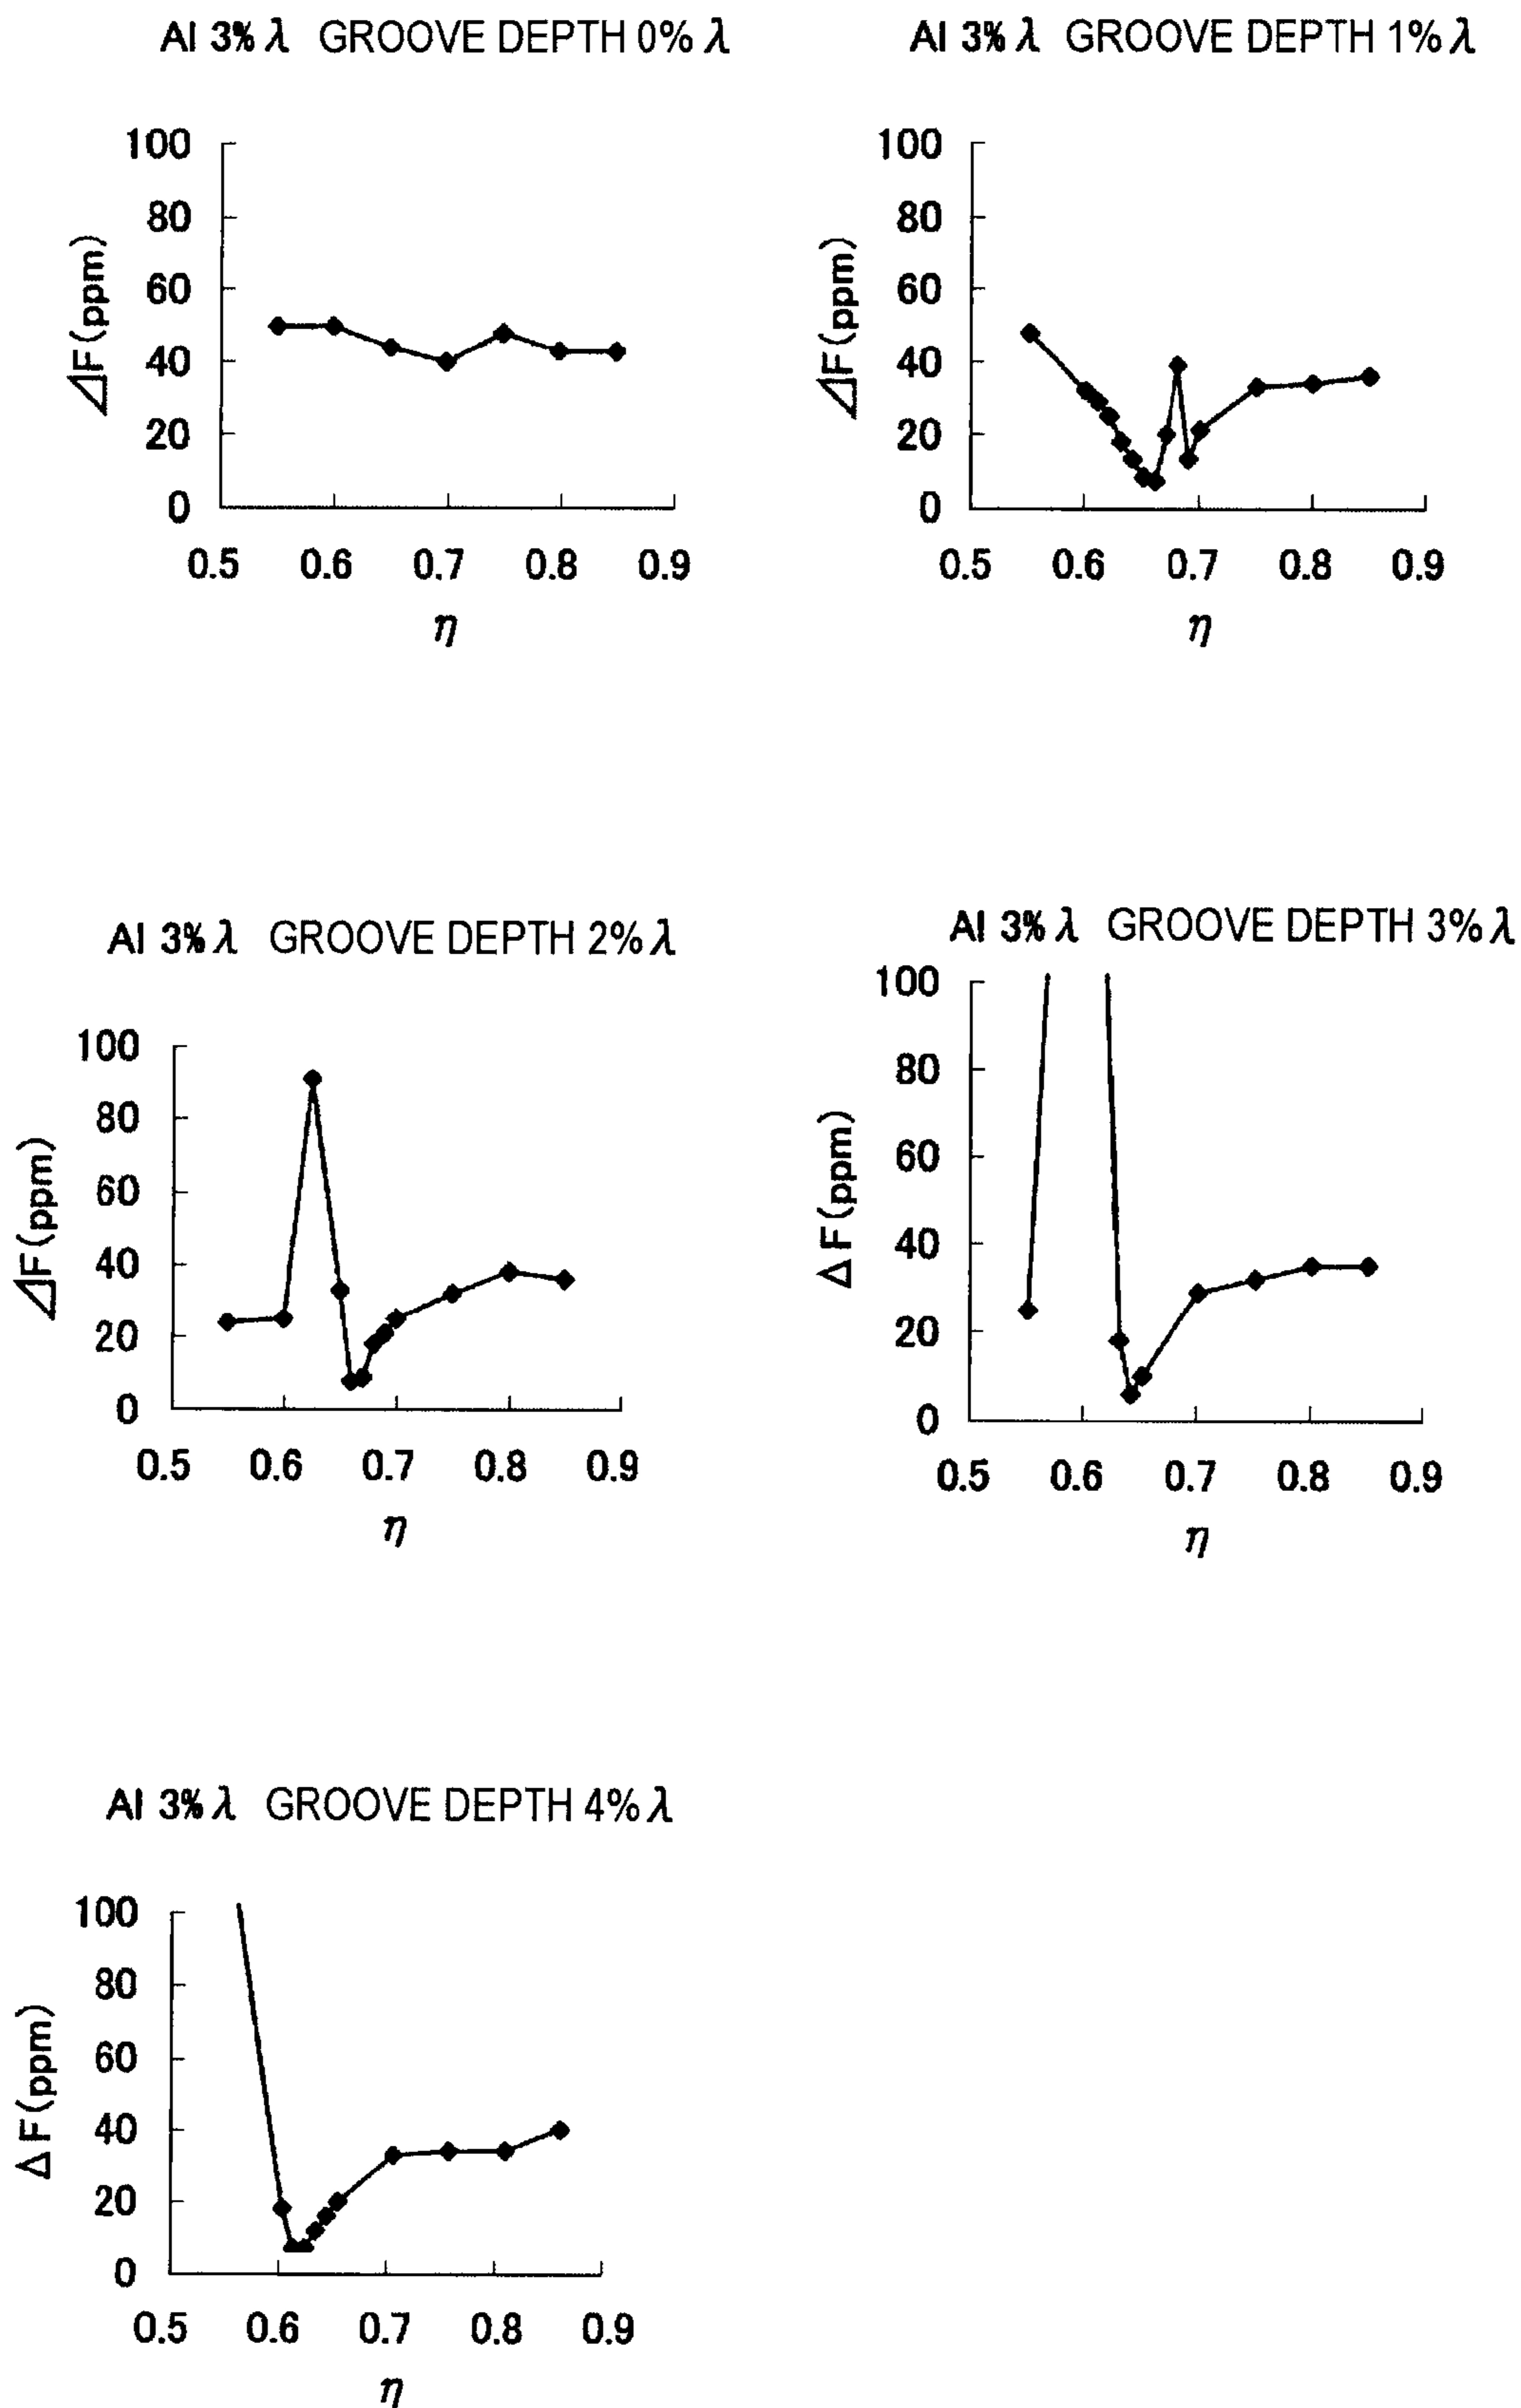 Al 3% λ GROOVE DEPTH 0% λ
100
80
60
40
20
0
ΔF(ppm)
0.5 0.6 0.7 0.8 0.9
η
Al 3% λ GROOVE DEPTH 1% λ
100
80
60
40
20
0
ΔF(ppm)
0.5 0.6 0.7 0.8 0.9
η
Al 3% λ GROOVE DEPTH 2% λ
100
80
60
40
20
0
ΔF(ppm)
0.5 0.6 0.7 0.8 0.9
η
Al 3% λ GROOVE DEPTH 3% λ
100
80
60
40
20
0
ΔF(ppm)
0.5 0.6 0.7 0.8 0.9
η
Al 3% λ GROOVE DEPTH 4% λ
100
80
60
40
20
0
ΔF(ppm)
0.5 0.6 0.7 0.8 0.9
η